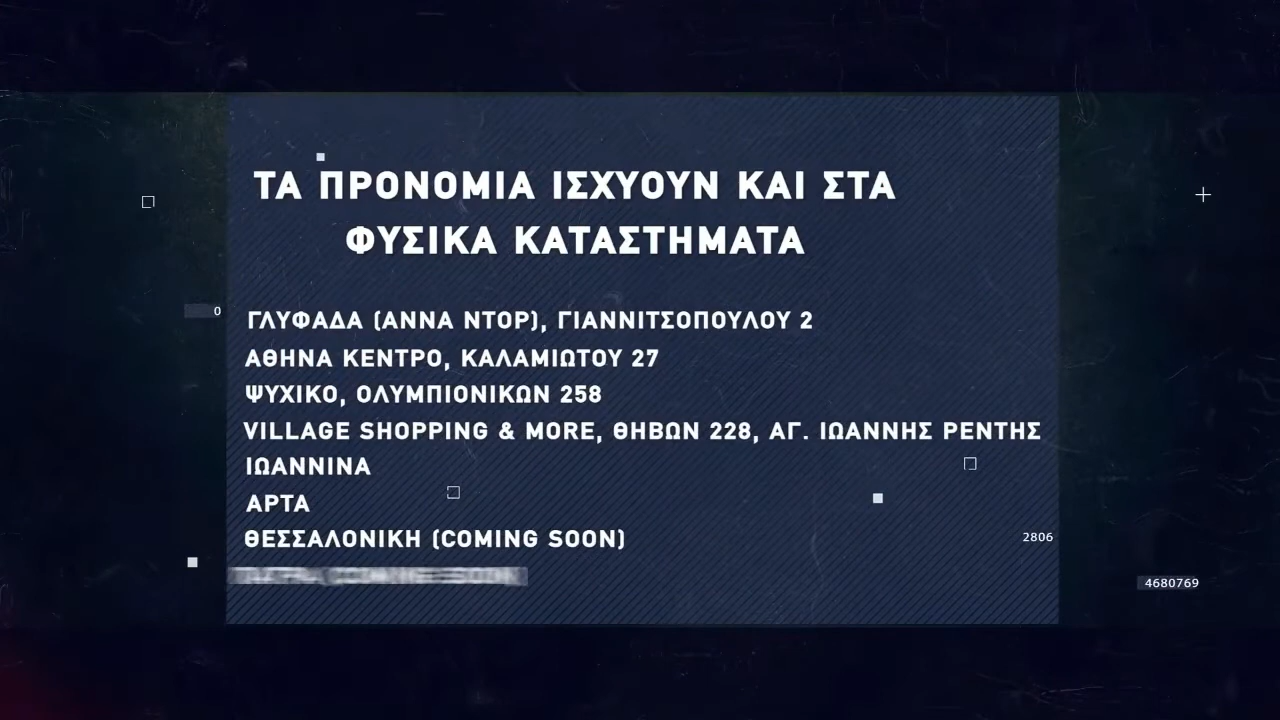 ΤΑ ΠΡΟΝΟΜΙΑ ΙΣΧΥΟΥΝ ΚΑΙ ΣΤΑ
ΦΥΣΙΚΑ ΚΑΤΑΣΤΗΜΑΤΑ
0
ΓΛΥΦΑΔΑ (ΑΝΝΑ ΝΤΟΡ), ΓΙΑΝΝΙΤΣΟΠΟΥΛΟΥ 2
ΑΘΗΝΑ ΚΕΝΤΡΟ, ΚΑΛΑΜΙΩΤΟΥ 27
ΨΥΧΙΚΟ, ΟΛΥΜΠΙΟΝΙΚΩΝ 258
VILLAGE SHOPPING & MORE, ΘΗΒΩΝ 228, ΑΓ. ΙΩΑΝΝΗΣ ΡΕΝΤΗΣ
ΙΩΑΝΝΙΝΑ
ΑΡΤΑ
ΘΕΣΣΑΛΟΝΙΚΗ (COMING SOON)
2806
4680769